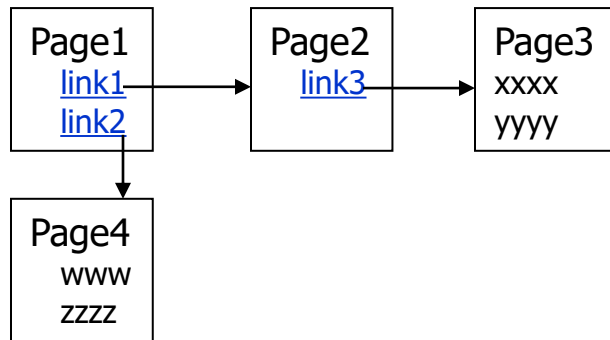 Page1
link1
link2
Page2
link3
Page3
xxxx
yyyy
Page4
www
zzzz